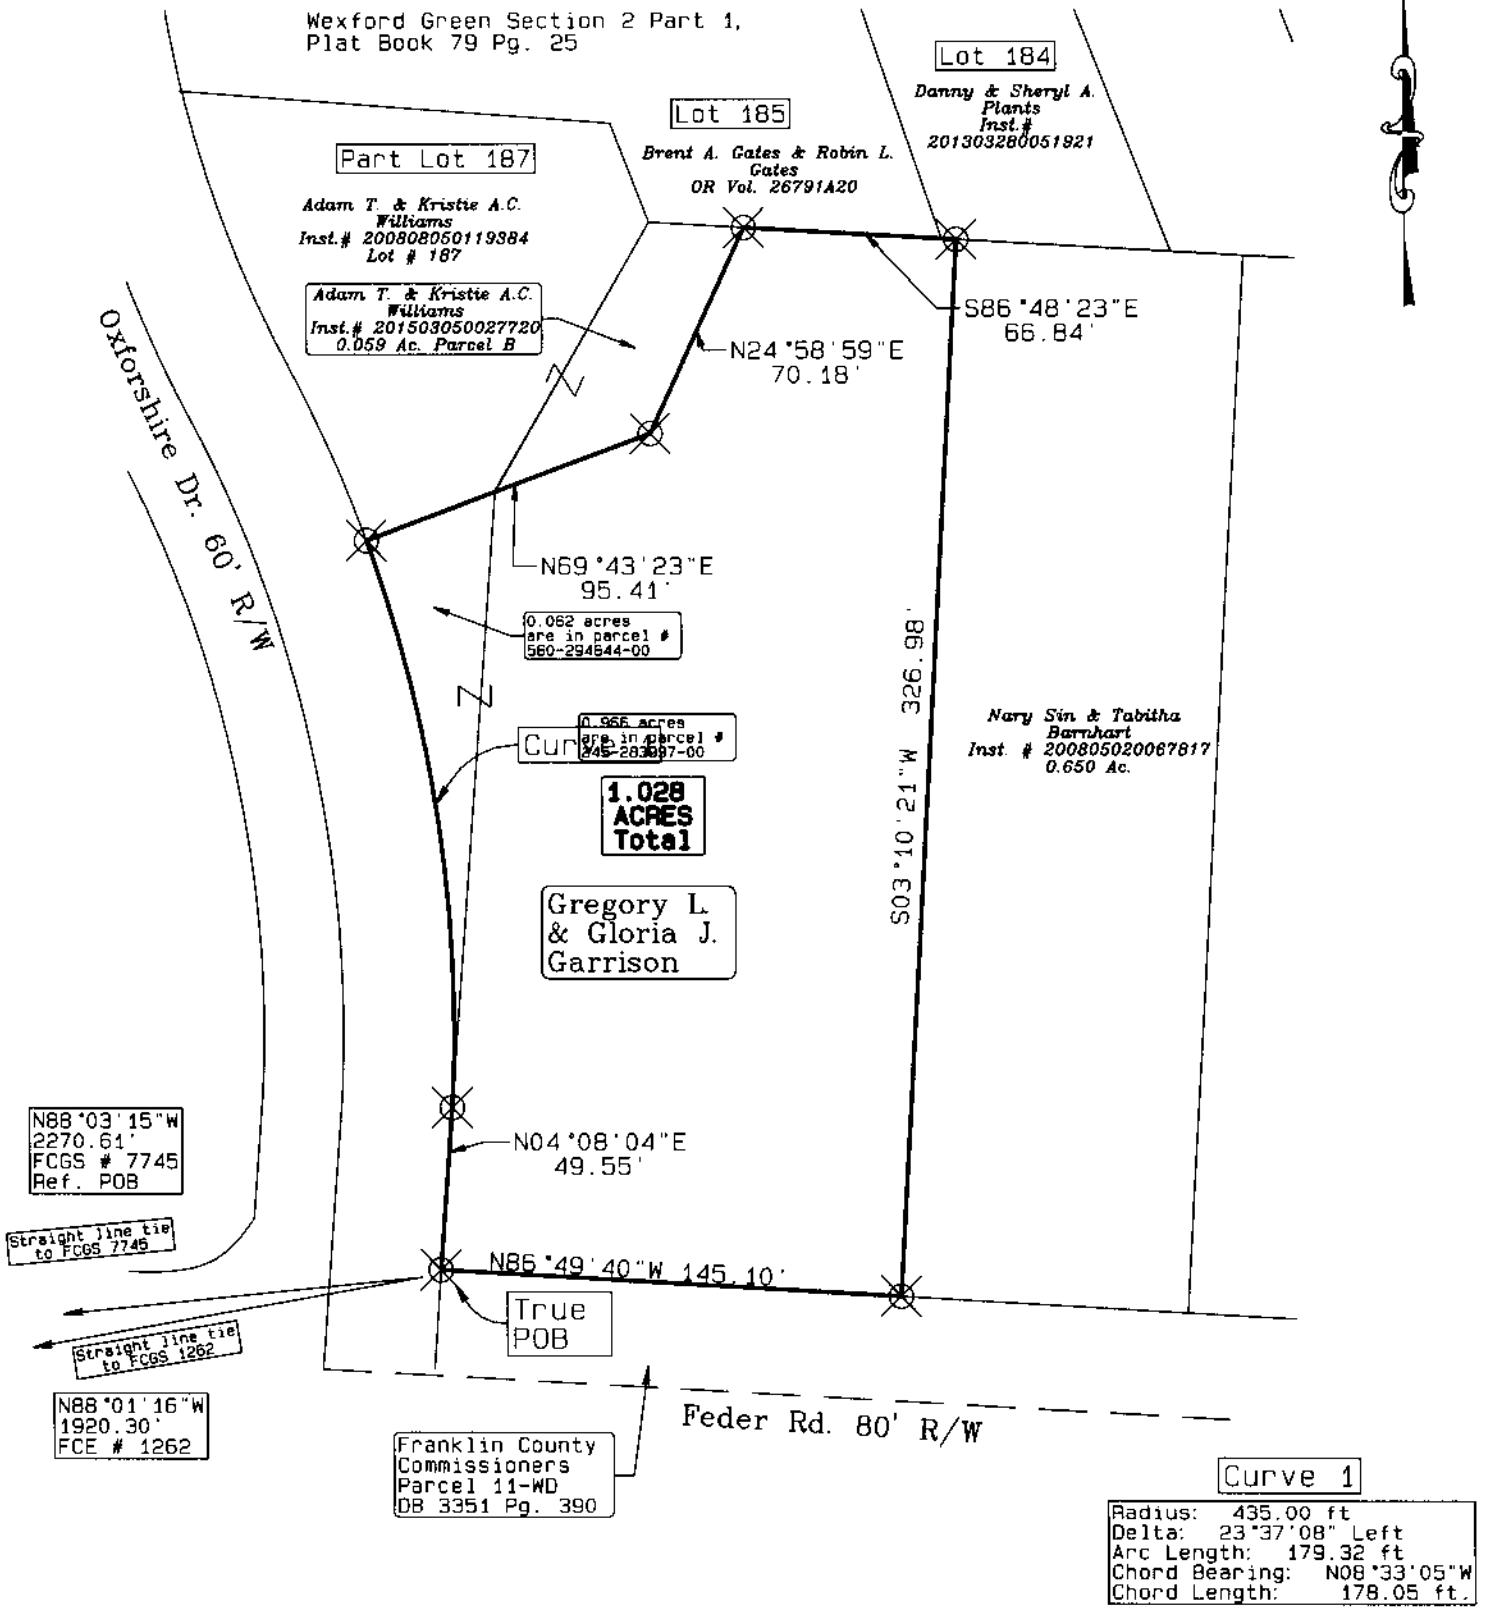 Wexford Green Section 2 Part 1,
Plat Book 79 Pg. 25
Lot 184
Danny & Sheryl A.
Plants
Inst.#
201303280051921
Lot 185
Brent A. Gates & Robin L.
Gates
OR Vol. 26791A20
Part Lot 187
Adam T. & Kristie A.C.
Williams
Inst.# 200808050119384
Lot # 187
Adam T. & Kristie A.C.
Williams
Inst.# 201503050027720
0.059 Ac. Parcel B
S86°48'23"E
66.84'
N24°58'59"E
70.18'
Oxforshire Dr. 60' R/W
N69°43'23"E
95.41'
0.062 acres
are in parcel #
560-294644-00
S03°10'21"W 326.98'
0.966 acres
are in parcel #
245-283097-00
Curve
1.028
ACRES
Total
Nary Sin & Tabitha
Barnhart
Inst. # 200805020067817
0.650 Ac.
Gregory L.
& Gloria J.
Garrison
N88°03'15"W
2270.61'
FCGS # 7745
Ref. POB
N04°08'04"E
49.55'
Straight line tie
to FCGS 7745
N86°49'40"W 145.10'
True
POB
Straight line tie
to FCGS 1262
N88°01'16"W
1920.30'
FCE # 1262
Feder Rd. 80' R/W
Franklin County
Commissioners
Parcel 11-WD
DB 3351 Pg. 390
Curve 1
Radius: 435.00 ft
Delta: 23°37'08" Left
Arc Length: 179.32 ft
Chord Bearing: N08°33'05"W
Chord Length: 178.05 ft.